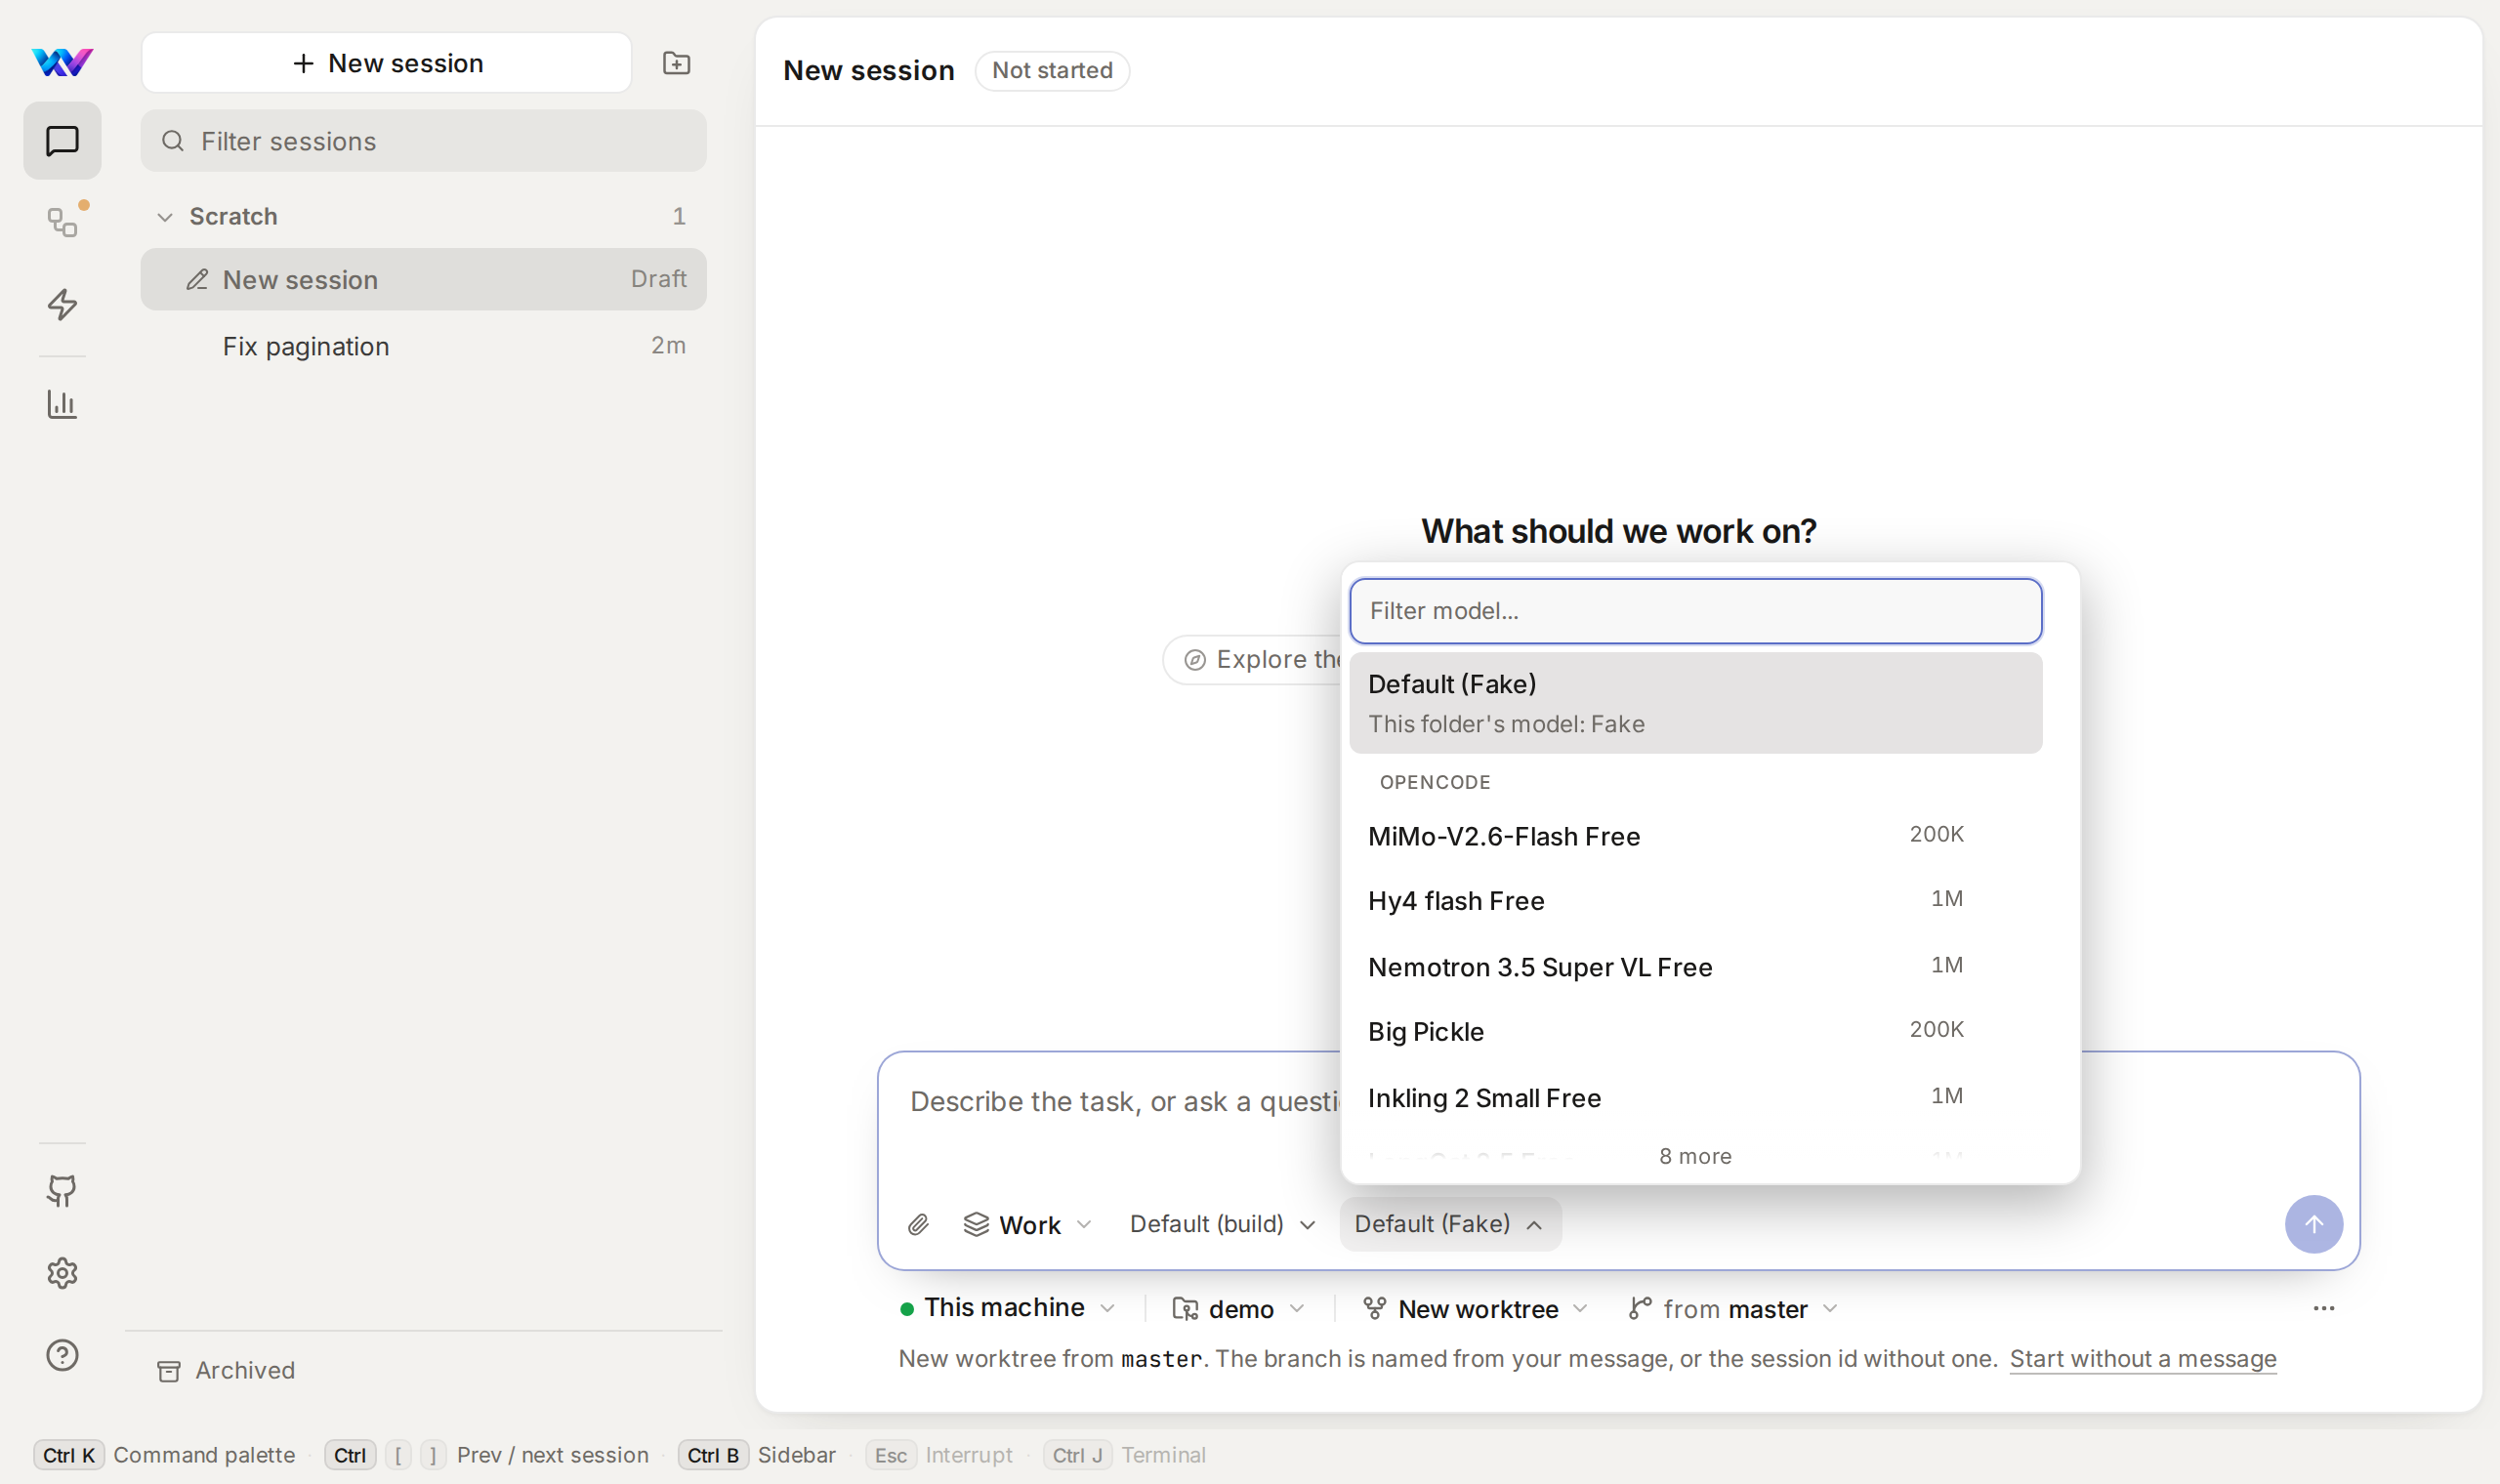 New session
Filter sessions
Scratch 1
New session Draft
Fix pagination 2m
Archived
New session Not started
What should we work on?
Explore the
Filter model...
Default (Fake)
This folder's model: Fake
OPENCODE
MiMo-V2.6-Flash Free 200K
Hy4 flash Free 1M
Nemotron 3.5 Super VL Free 1M
Big Pickle 200K
Inkling 2 Small Free 1M
8 more
Describe the task, or ask a questi
Work Default (build) Default (Fake)
This machine demo New worktree from master
New worktree from master. The branch is named from your message, or the session id without one. Start without a message
Ctrl K Command palette · Ctrl [ ] Prev / next session · Ctrl B Sidebar · Esc Interrupt · Ctrl J Terminal